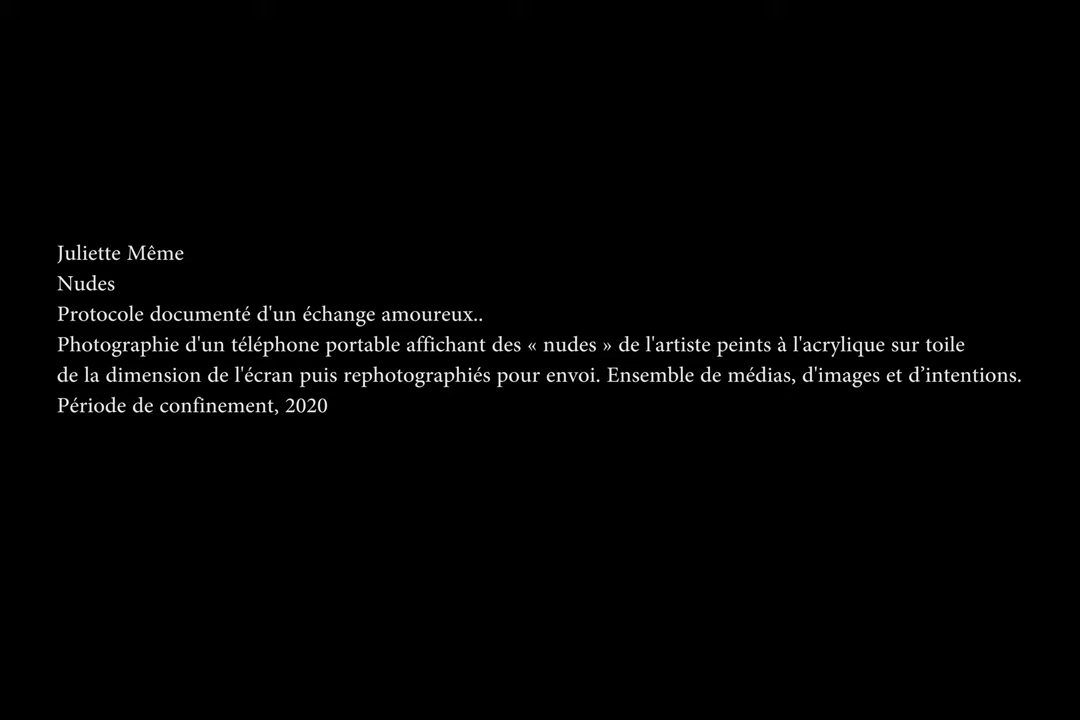 Juliette Même
Nudes
Protocole documenté d'un échange amoureux..
Photographie d'un téléphone portable affichant des « nudes » de l'artiste peints à l'acrylique sur toile
de la dimension de l'écran puis rephotographiés pour envoi. Ensemble de médias, d'images et d’intentions.
Période de confinement, 2020